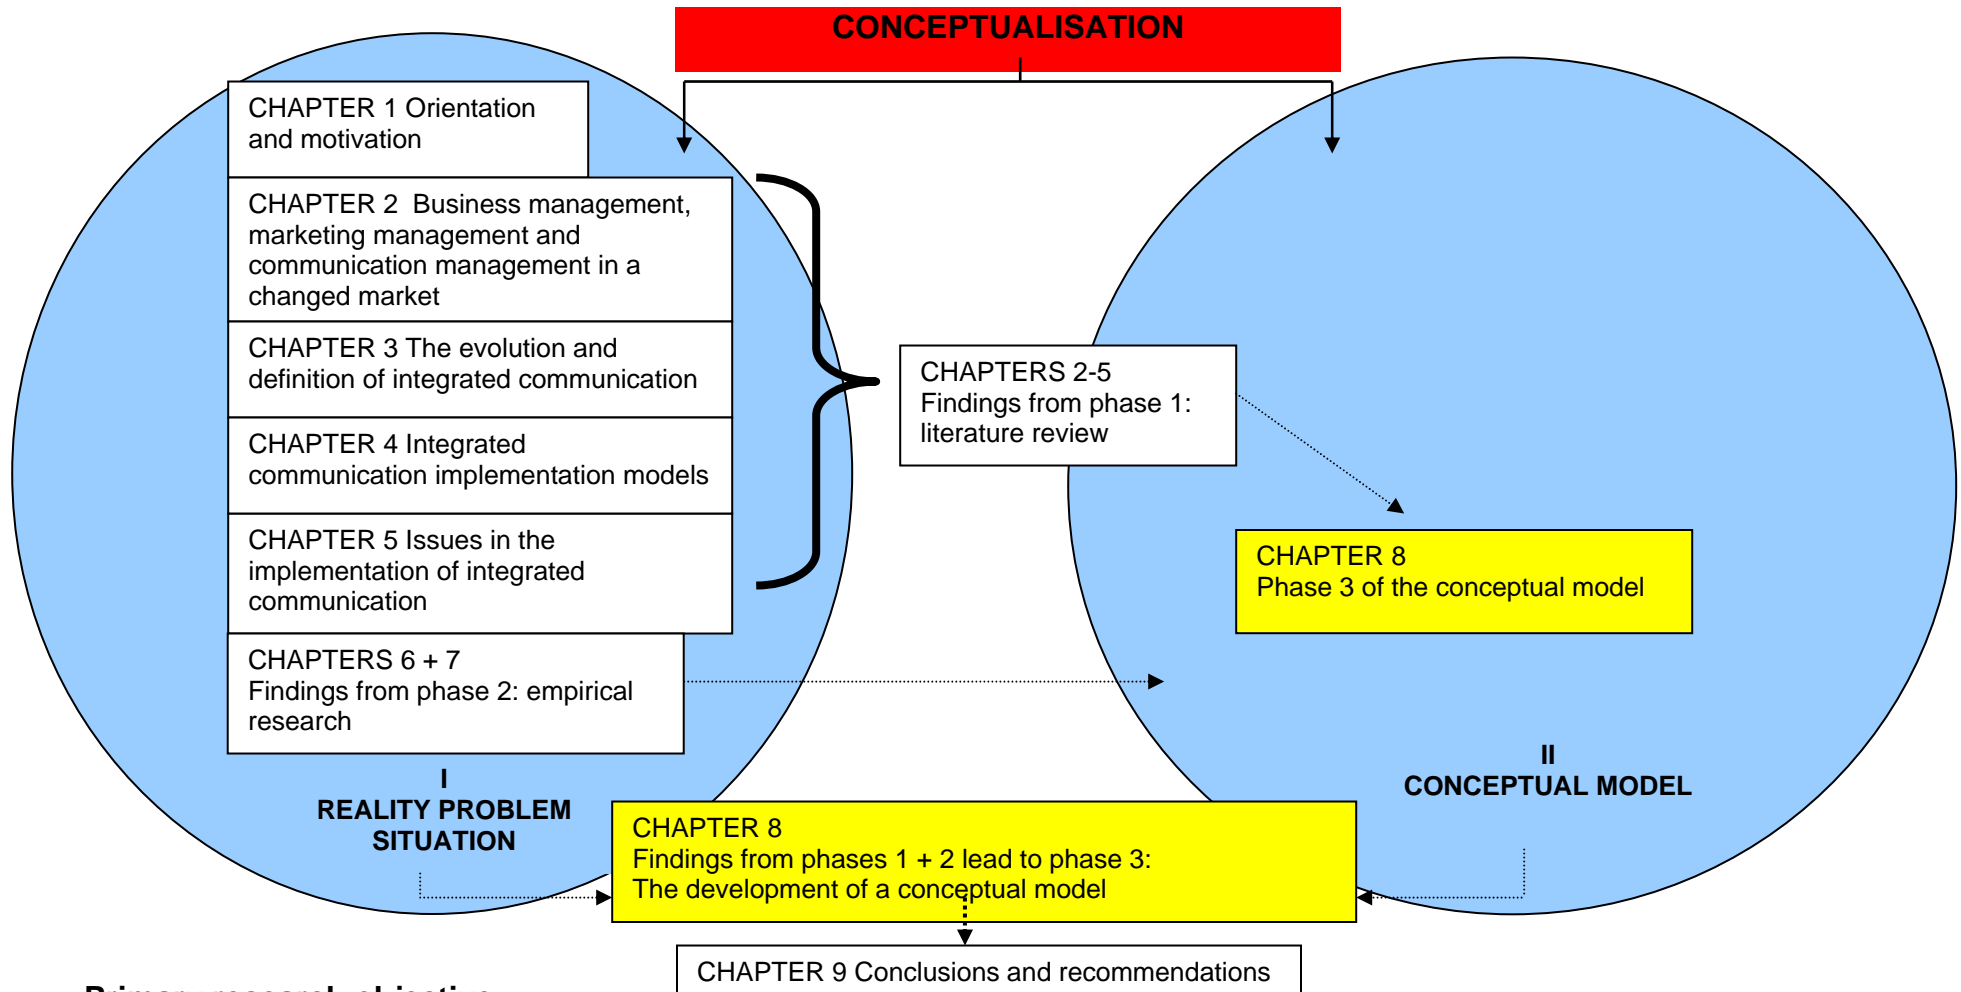 CONCEPTUALISATION
CHAPTER 1 Orientation
and motivation
CHAPTER 2  Business management,
marketing management and
communication management in a
changed market
CHAPTER 3 The evolution and
definition of integrated communication
CHAPTER 4 Integrated
communication implementation models
CHAPTER 5 Issues in the
implementation of integrated
communication
CHAPTERS 6 + 7
Findings from phase 2: empirical
research
I
REALITY PROBLEM
SITUATION
CHAPTERS 2-5
Findings from phase 1:
literature review
CHAPTER 8
Phase 3 of the conceptual model
II
CONCEPTUAL MODEL
CHAPTER 8
Findings from phases 1 + 2 lead to phase 3:
The development of a conceptual model
CHAPTER 9 Conclusions and recommendations
Primary research objective